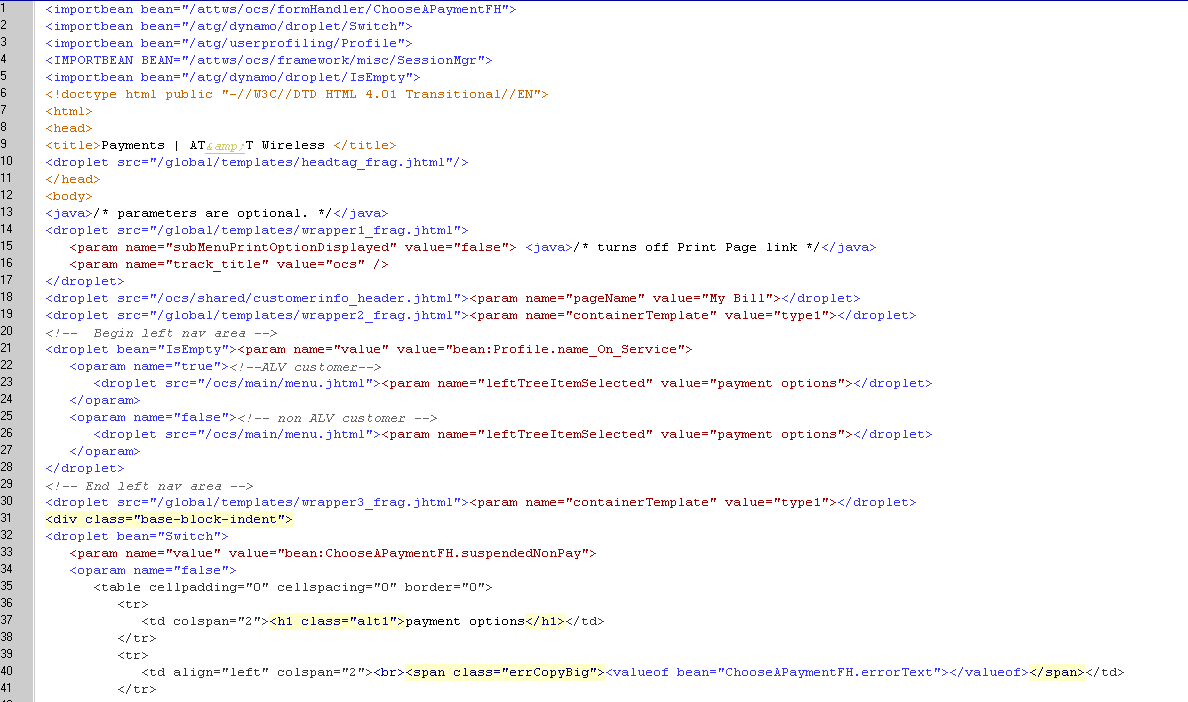 1 <importbean bean="/attws/ocs/formHandler/ChooseAPaymentFH">
2 <importbean bean="/atg/dynamo/droplet/Switch">
3 <importbean bean="/atg/userprofiling/Profile">
4 <IMPORTBEAN BEAN="/attws/ocs/framework/misc/SessionMgr">
5 <importbean bean="/atg/dynamo/droplet/IsEmpty">
6 <!doctype html public "-//W3C//DTD HTML 4.01 Transitional//EN">
7 <html>
8 <head>
9 <title>Payments | AT&amp;T Wireless </title>
10 <droplet src="/global/templates/headtag_frag.jhtml"/>
11 </head>
12 <body>
13 <java>/* parameters are optional. */</java>
14 <droplet src="/global/templates/wrapper1_frag.jhtml">
15 <param name="subMenuPrintOptionDisplayed" value="false"> <java>/* turns off Print Page link */</java>
16 <param name="track_title" value="ocs" />
17 </droplet>
18 <droplet src="/ocs/shared/customerinfo_header.jhtml"><param name="pageName" value="My Bill"></droplet>
19 <droplet src="/global/templates/wrapper2_frag.jhtml"><param name="containerTemplate" value="type1"></droplet>
20 <!--  Begin left nav area -->
21 <droplet bean="IsEmpty"><param name="value" value="bean:Profile.name_On_Service">
22 <oparam name="true"><!--ALV customer-->
23 <droplet src="/ocs/main/menu.jhtml"><param name="leftTreeItemSelected" value="payment options"></droplet>
24 </oparam>
25 <oparam name="false"><!-- non ALV customer -->
26 <droplet src="/ocs/main/menu.jhtml"><param name="leftTreeItemSelected" value="payment options"></droplet>
27 </oparam>
28 </droplet>
29 <!-- End left nav area -->
30 <droplet src="/global/templates/wrapper3_frag.jhtml"><param name="containerTemplate" value="type1"></droplet>
31 <div class="base-block-indent">
32 <droplet bean="Switch">
33 <param name="value" value="bean:ChooseAPaymentFH.suspendedNonPay">
34 <oparam name="false">
35 <table cellpadding="0" cellspacing="0" border="0">
36 <tr>
37 <td colspan="2"><h1 class="alt1">payment options</h1></td>
38 </tr>
39 <tr>
40 <td align="left" colspan="2"><br><span class="errCopyBig"><valueof bean="ChooseAPaymentFH.errorText"></valueof></span></td>
41 </tr>